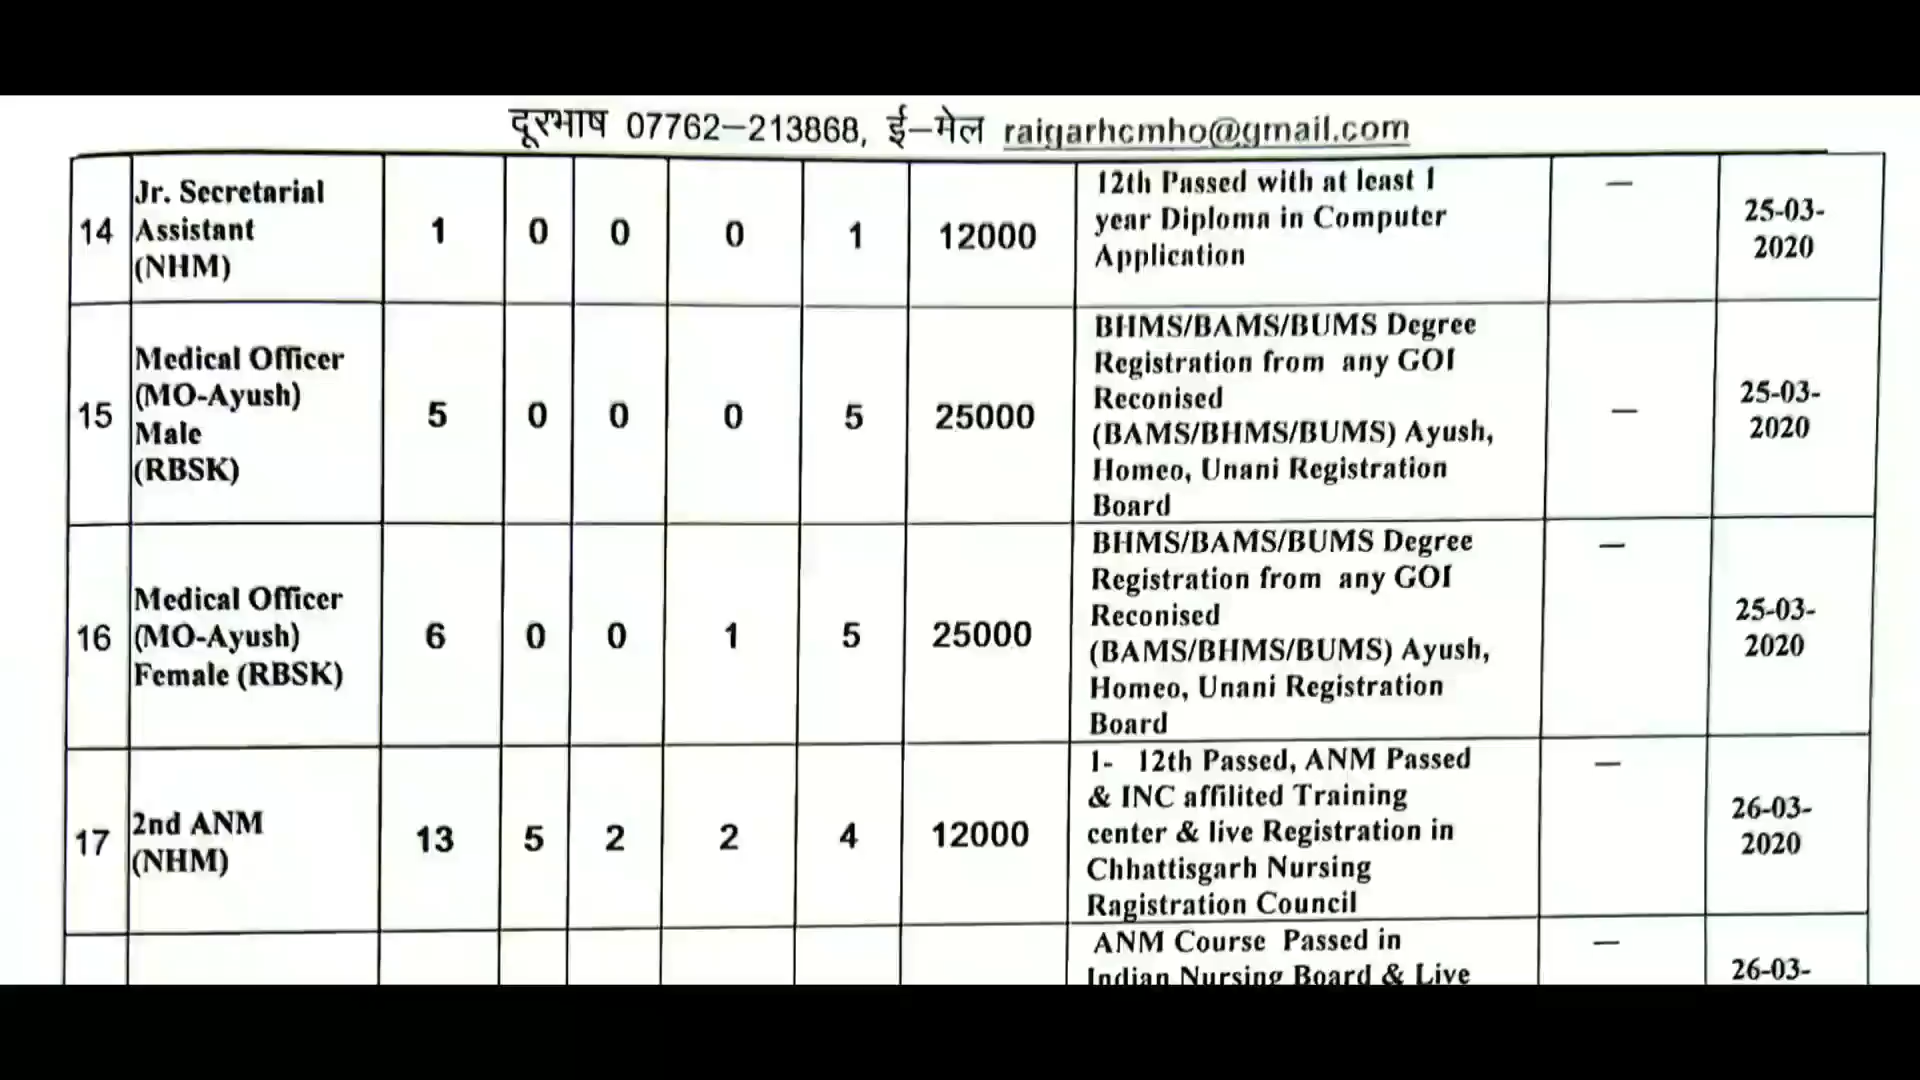 दूरभाष 07762–213868, ई–मेल raigarhcmho@gmail.com
14 Jr. Secretarial Assistant (NHM) 1 0 0 0 1 12000 12th Passed with at least 1 year Diploma in Computer Application – 25-03-2020
15 Medical Officer (MO-Ayush) Male (RBSK) 5 0 0 0 5 25000 BHMS/BAMS/BUMS Degree Registration from any GOI Reconised (BAMS/BHMS/BUMS) Ayush, Homeo, Unani Registration Board – 25-03-2020
16 Medical Officer (MO-Ayush) Female (RBSK) 6 0 0 1 5 25000 BHMS/BAMS/BUMS Degree Registration from any GOI Reconised (BAMS/BHMS/BUMS) Ayush, Homeo, Unani Registration Board – 25-03-2020
17 2nd ANM (NHM) 13 5 2 2 4 12000 1- 12th Passed, ANM Passed & INC affilited Training center & live Registration in Chhattisgarh Nursing Ragistration Council – 26-03-2020
ANM Course Passed in Indian Nursing Board & Live – 26-03-